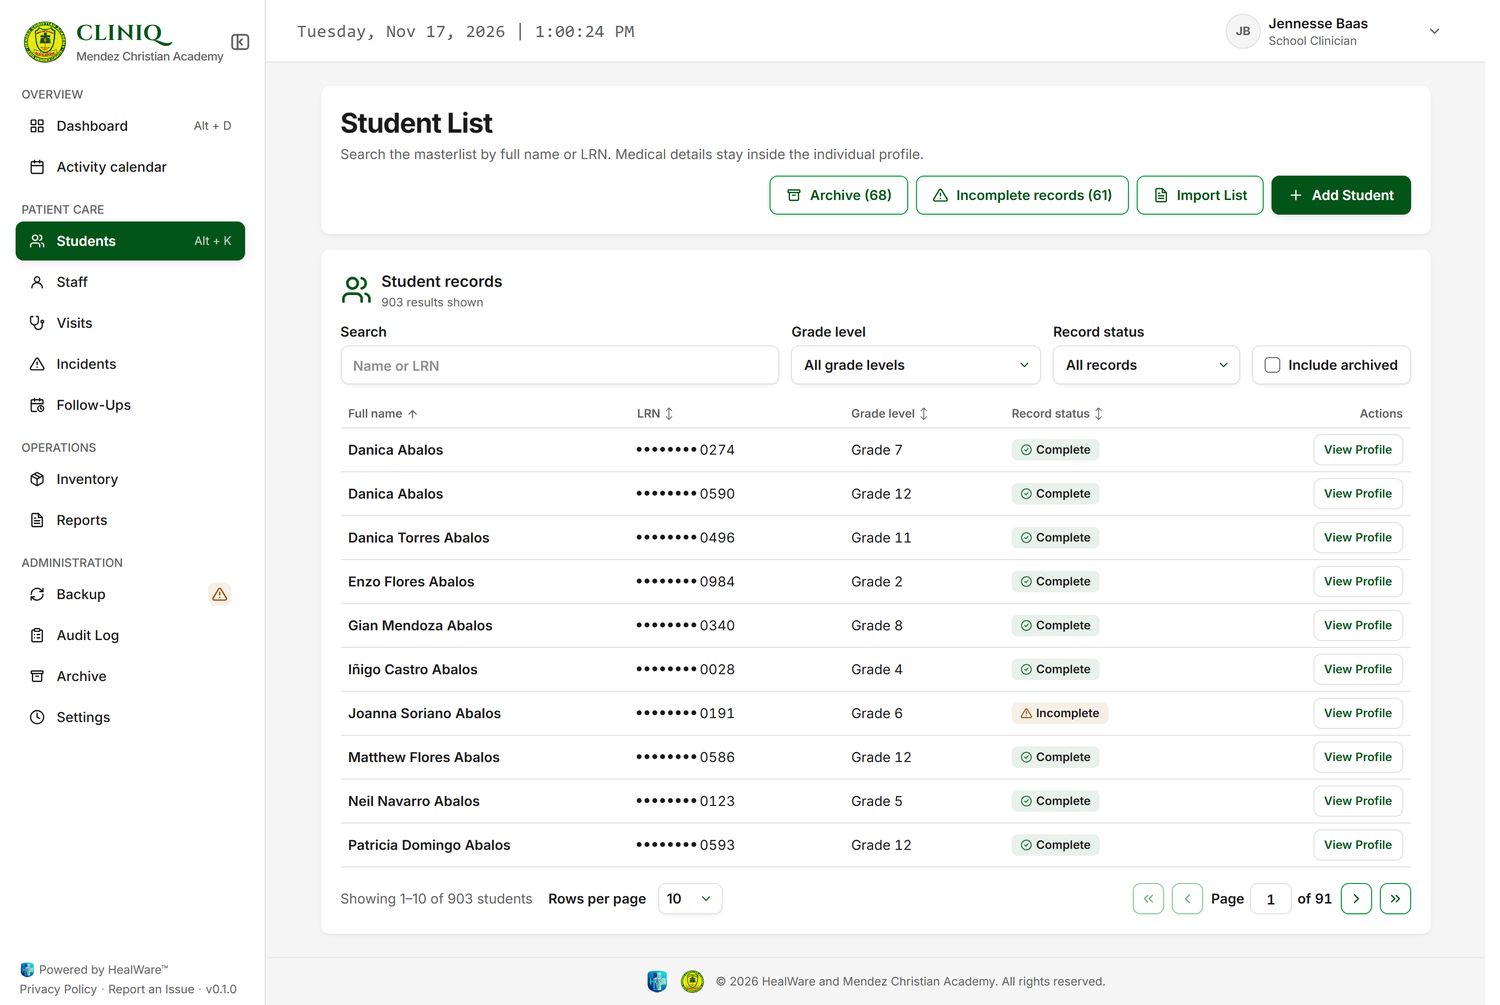 CLINIQ
Mendez Christian Academy
Tuesday, Nov 17, 2026 | 1:00:24 PM
JB
Jennesse Baas
School Clinician
OVERVIEW
Dashboard Alt + D
Activity calendar
PATIENT CARE
Students Alt + K
Staff
Visits
Incidents
Follow-Ups
OPERATIONS
Inventory
Reports
ADMINISTRATION
Backup
Audit Log
Archive
Settings
Powered by HealWare™
Privacy Policy · Report an Issue · v0.1.0
Student List
Search the masterlist by full name or LRN. Medical details stay inside the individual profile.
Archive (68) Incomplete records (61) Import List + Add Student
Student records
903 results shown
Search Grade level Record status
Name or LRN All grade levels All records Include archived
Full name LRN Grade level Record status Actions
Danica Abalos ••••••••0274 Grade 7 Complete View Profile
Danica Abalos ••••••••0590 Grade 12 Complete View Profile
Danica Torres Abalos ••••••••0496 Grade 11 Complete View Profile
Enzo Flores Abalos ••••••••0984 Grade 2 Complete View Profile
Gian Mendoza Abalos ••••••••0340 Grade 8 Complete View Profile
Iñigo Castro Abalos ••••••••0028 Grade 4 Complete View Profile
Joanna Soriano Abalos ••••••••0191 Grade 6 Incomplete View Profile
Matthew Flores Abalos ••••••••0586 Grade 12 Complete View Profile
Neil Navarro Abalos ••••••••0123 Grade 5 Complete View Profile
Patricia Domingo Abalos ••••••••0593 Grade 12 Complete View Profile
Showing 1–10 of 903 students Rows per page 10 Page 1 of 91
© 2026 HealWare and Mendez Christian Academy. All rights reserved.